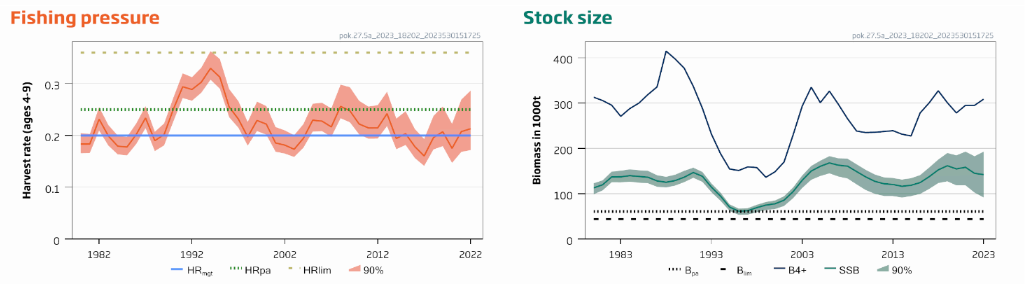 Fishing pressure
pok.27.5a_2023_18202_2023530151725
Harvest rate (ages 4-9)
0.3
0.2
0.1
0
1982 1992 2002 2012 2022
HRmgt HRpa HRlim 90%
Stock size
pok.27.5a_2023_18202_2023530151725
Biomass in 1000t
400
300
200
100
0
1983 1993 2003 2013 2023
Bpa Blim B4+ SSB 90%